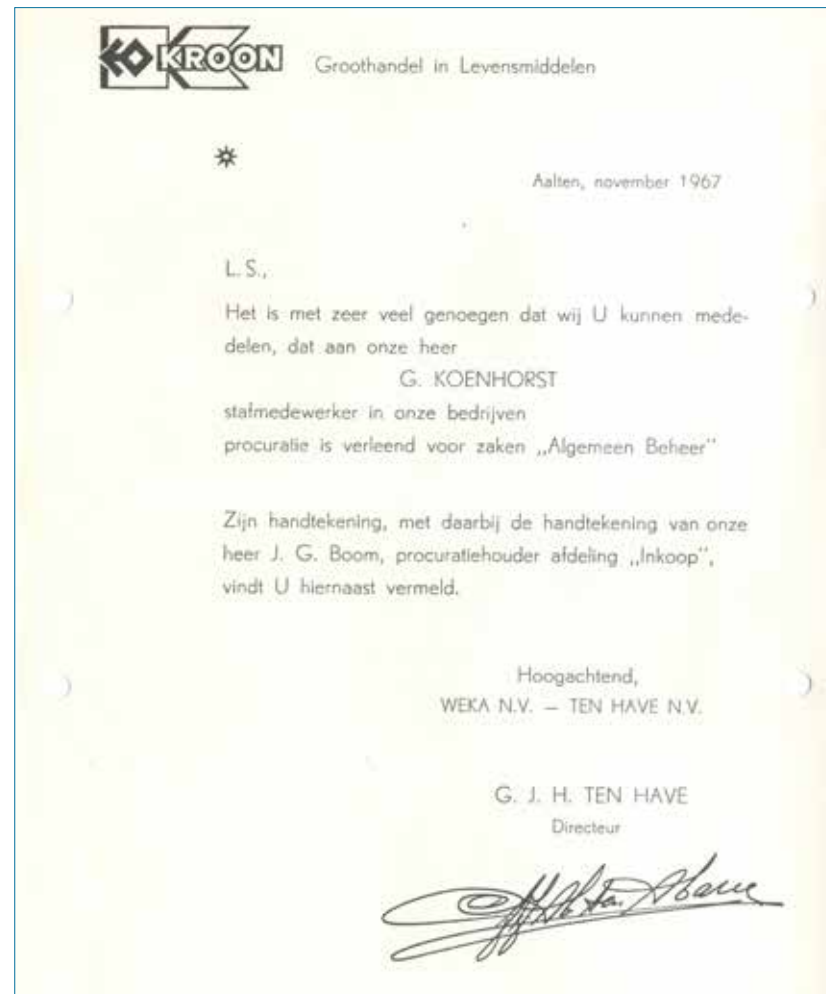 KROON
Groothandel in Levensmiddelen
Aalten, november 1967
L. S.,
Het is met zeer veel genoegen dat wij U kunnen mede-
delen, dat aan onze heer
G. KOENHORST
stafmedewerker in onze bedrijven
procuratie is verleend voor zaken „Algemeen Beheer"
Zijn handtekening, met daarbij de handtekening van onze
heer J. G. Boom, procuratiehouder afdeling „Inkoop",
vindt U hiernaast vermeld.
Hoogachtend,
WEKA N.V. — TEN HAVE N.V.
G. J. H. TEN HAVE
Directeur